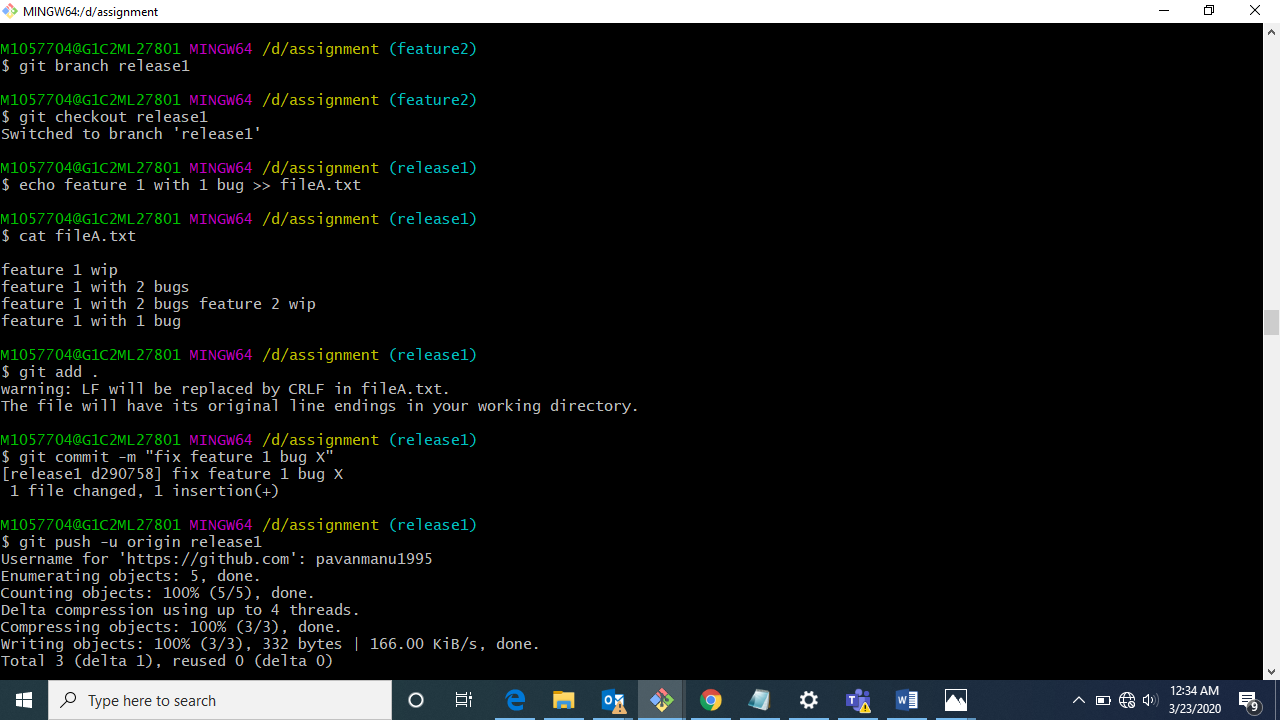 MINGW64:/d/assignment
M1057704@G1C2ML27801 MINGW64 /d/assignment (feature2)
$ git branch release1
M1057704@G1C2ML27801 MINGW64 /d/assignment (feature2)
$ git checkout release1
Switched to branch 'release1'
M1057704@G1C2ML27801 MINGW64 /d/assignment (release1)
$ echo feature 1 with 1 bug >> fileA.txt
M1057704@G1C2ML27801 MINGW64 /d/assignment (release1)
$ cat fileA.txt
feature 1 wip
feature 1 with 2 bugs
feature 1 with 2 bugs feature 2 wip
feature 1 with 1 bug
M1057704@G1C2ML27801 MINGW64 /d/assignment (release1)
$ git add .
warning: LF will be replaced by CRLF in fileA.txt.
The file will have its original line endings in your working directory.
M1057704@G1C2ML27801 MINGW64 /d/assignment (release1)
$ git commit -m "fix feature 1 bug X"
[release1 d290758] fix feature 1 bug X
 1 file changed, 1 insertion(+)
M1057704@G1C2ML27801 MINGW64 /d/assignment (release1)
$ git push -u origin release1
Username for 'https://github.com': pavanmanu1995
Enumerating objects: 5, done.
Counting objects: 100% (5/5), done.
Delta compression using up to 4 threads.
Compressing objects: 100% (3/3), done.
Writing objects: 100% (3/3), 332 bytes | 166.00 KiB/s, done.
Total 3 (delta 1), reused 0 (delta 0)
Type here to search
12:34 AM
3/23/2020
9